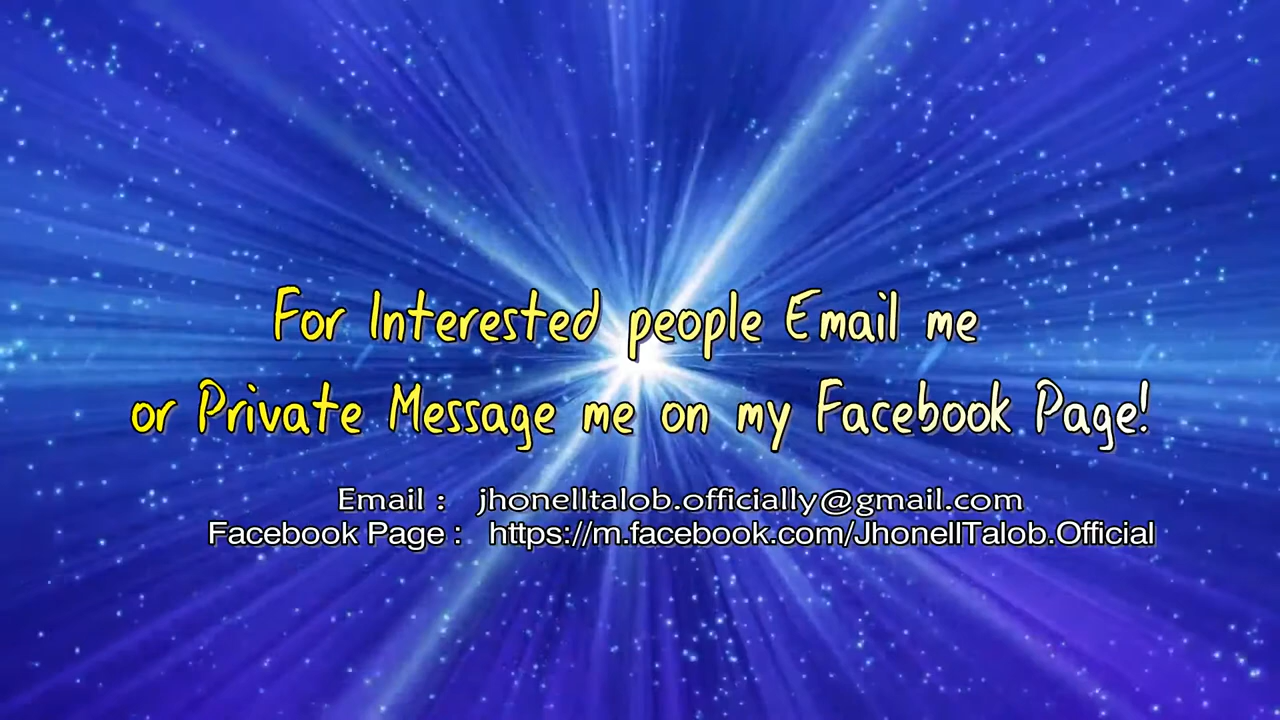 For Interested people Email me
or Private Message me on my Facebook Page!
Email : jhonelltalob.officially@gmail.com
Facebook Page : https://m.facebook.com/JhonellTalob.Official